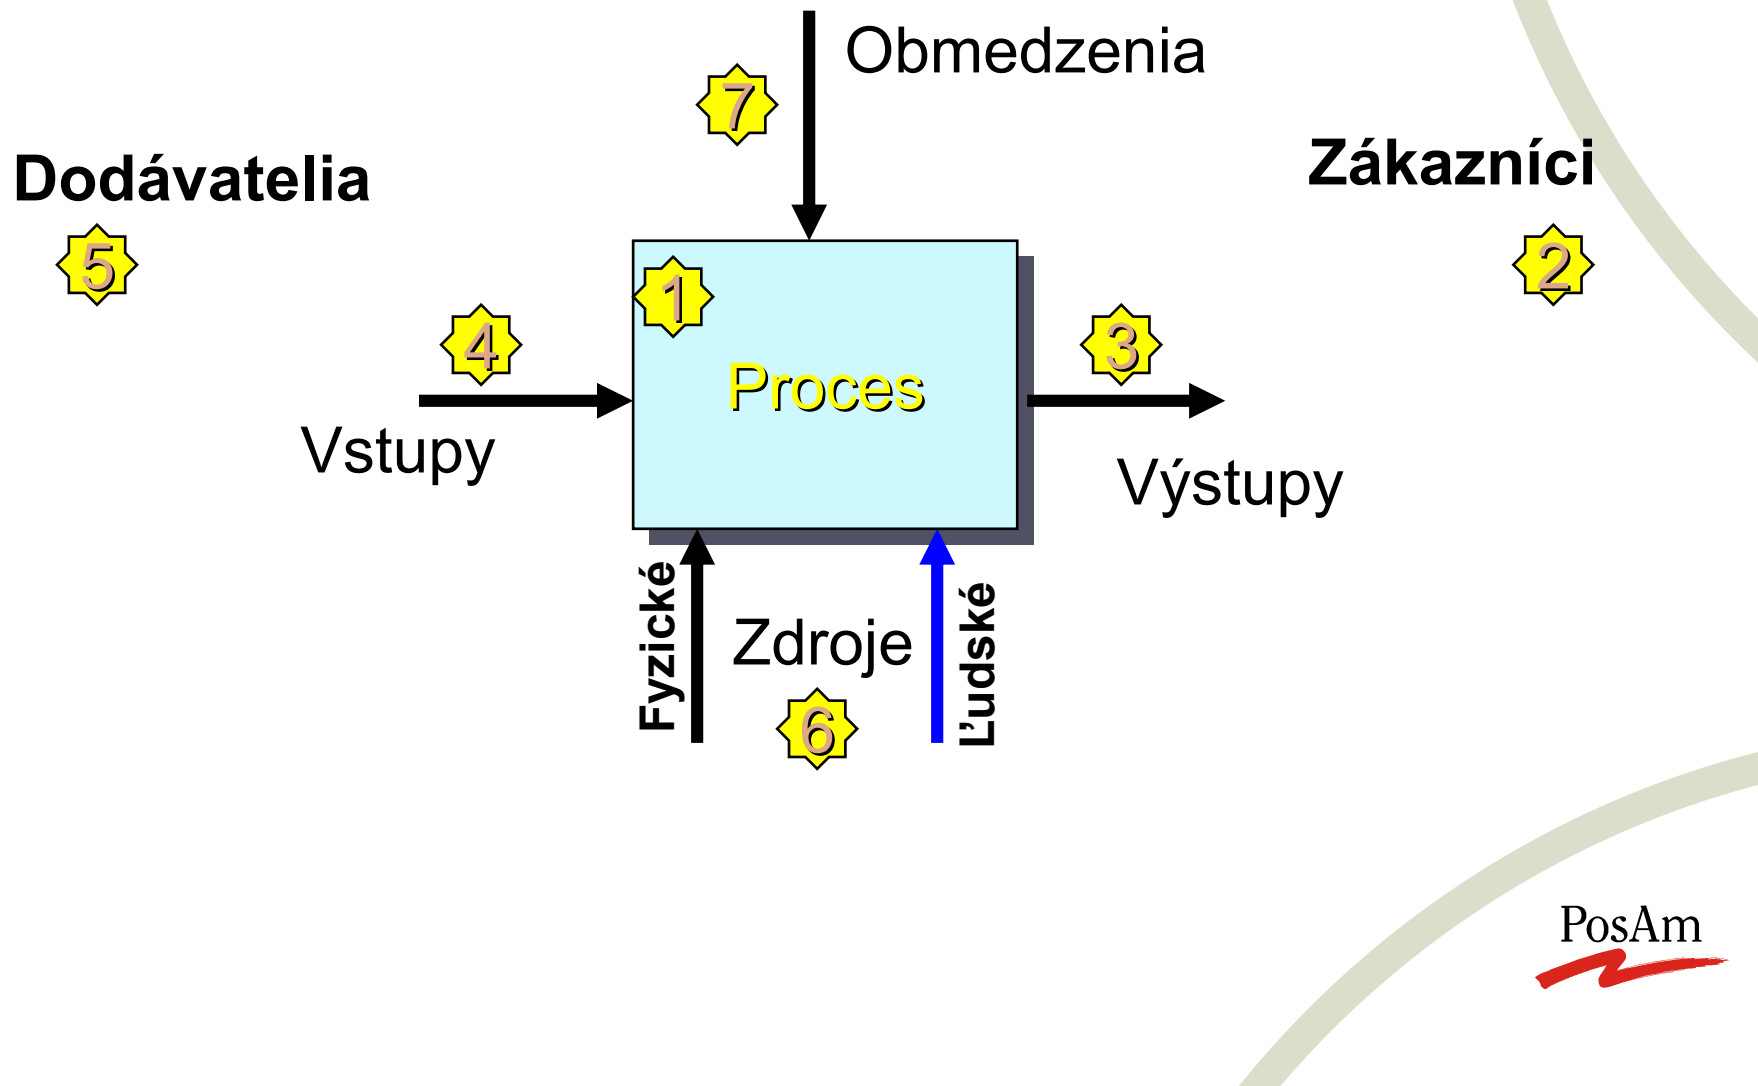 Obmedzenia
7
Dodávatelia
Zákazníci
5
2
1
4
3
Proces
Vstupy
Výstupy
Fyzické
Zdroje
Ľudské
6
PosAm